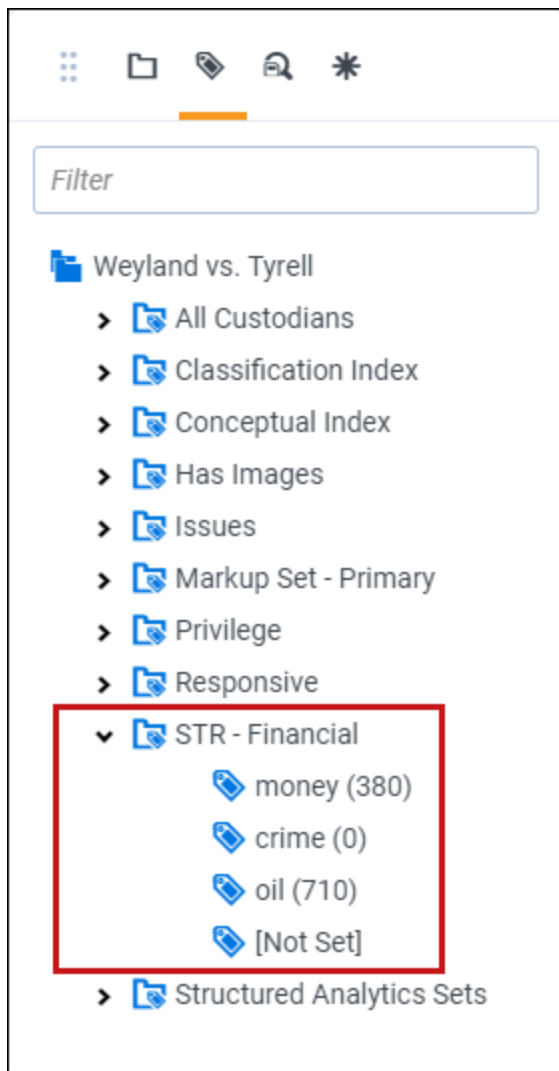 Filter
Weyland vs. Tyrell
All Custodians
Classification Index
Conceptual Index
Has Images
Issues
Markup Set - Primary
Privilege
Responsive
STR - Financial
money (380)
crime (0)
oil (710)
[Not Set]
Structured Analytics Sets